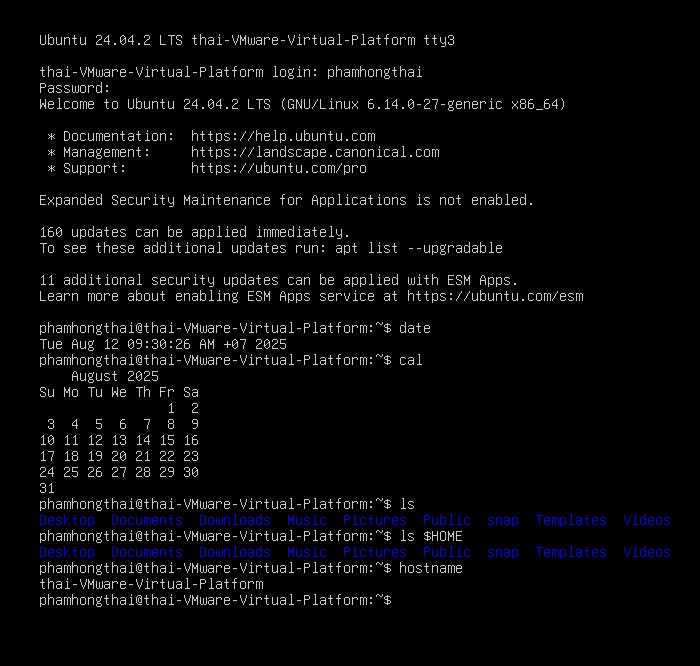 Ubuntu 24.04.2 LTS thai-VMware-Virtual-Platform tty3
thai-VMware-Virtual-Platform login: phamhongthai
Password:
Welcome to Ubuntu 24.04.2 LTS (GNU/Linux 6.14.0-27-generic x86_64)
 * Documentation:  https://help.ubuntu.com
 * Management:     https://landscape.canonical.com
 * Support:        https://ubuntu.com/pro
Expanded Security Maintenance for Applications is not enabled.
160 updates can be applied immediately.
To see these additional updates run: apt list --upgradable
11 additional security updates can be applied with ESM Apps.
Learn more about enabling ESM Apps service at https://ubuntu.com/esm
phamhongthai@thai-VMware-Virtual-Platform:~$ date
Tue Aug 12 09:30:26 AM +07 2025
phamhongthai@thai-VMware-Virtual-Platform:~$ cal
    August 2025
Su Mo Tu We Th Fr Sa
                1  2
 3  4  5  6  7  8  9
10 11 12 13 14 15 16
17 18 19 20 21 22 23
24 25 26 27 28 29 30
31
phamhongthai@thai-VMware-Virtual-Platform:~$ ls
Desktop  Documents  Downloads  Music  Pictures  Public  snap  Templates  Videos
phamhongthai@thai-VMware-Virtual-Platform:~$ ls $HOME
Desktop  Documents  Downloads  Music  Pictures  Public  snap  Templates  Videos
phamhongthai@thai-VMware-Virtual-Platform:~$ hostname
thai-VMware-Virtual-Platform
phamhongthai@thai-VMware-Virtual-Platform:~$